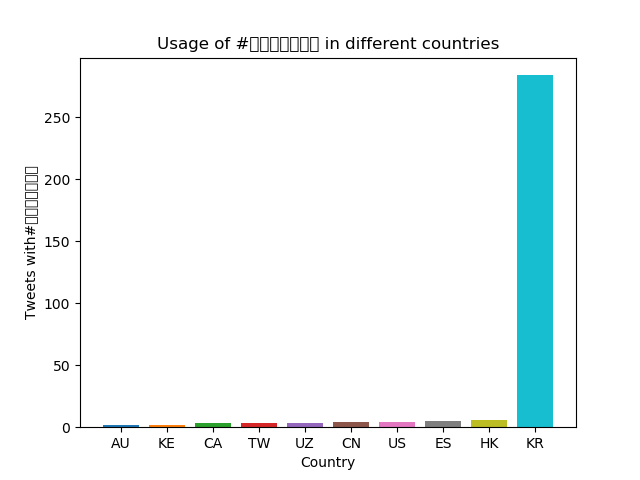 Usage of #▯▯▯▯▯▯▯ in different countries
Tweets with#▯▯▯▯▯▯▯
250
200
150
100
50
0
AU KE CA TW UZ CN US ES HK KR
Country